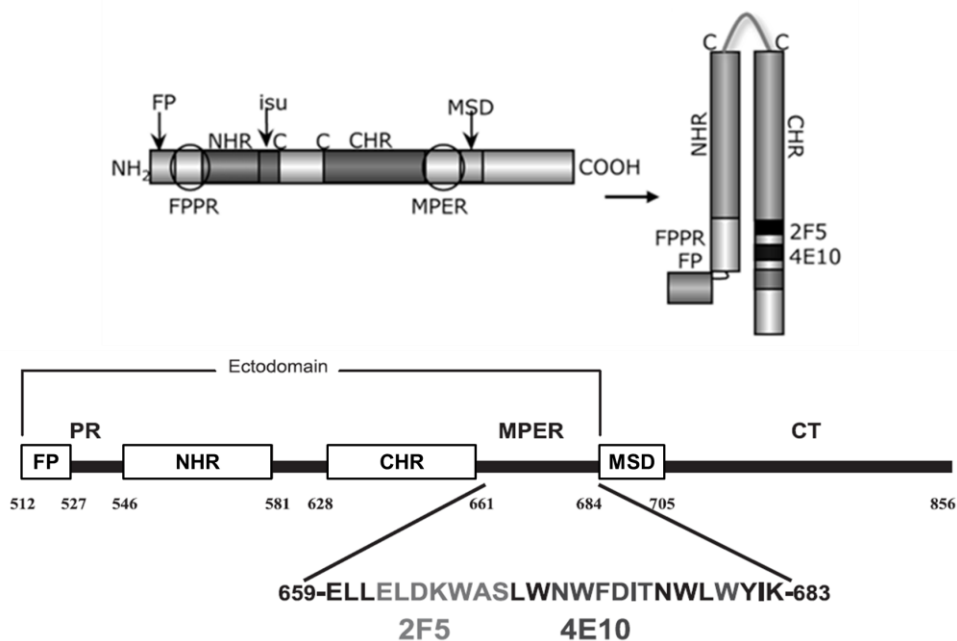 FP
isu
MSD
NHR
C
C
CHR
NH2
COOH
FPPR
MPER
C
C
NHR
CHR
2F5
4E10
FPPR
FP
Ectodomain
PR
MPER
CT
FP
NHR
CHR
MSD
512 527 546 581 628 661 684 705 856
659-ELLELDKWASLWNWFDITNWLWYIK-683
2F5 4E10